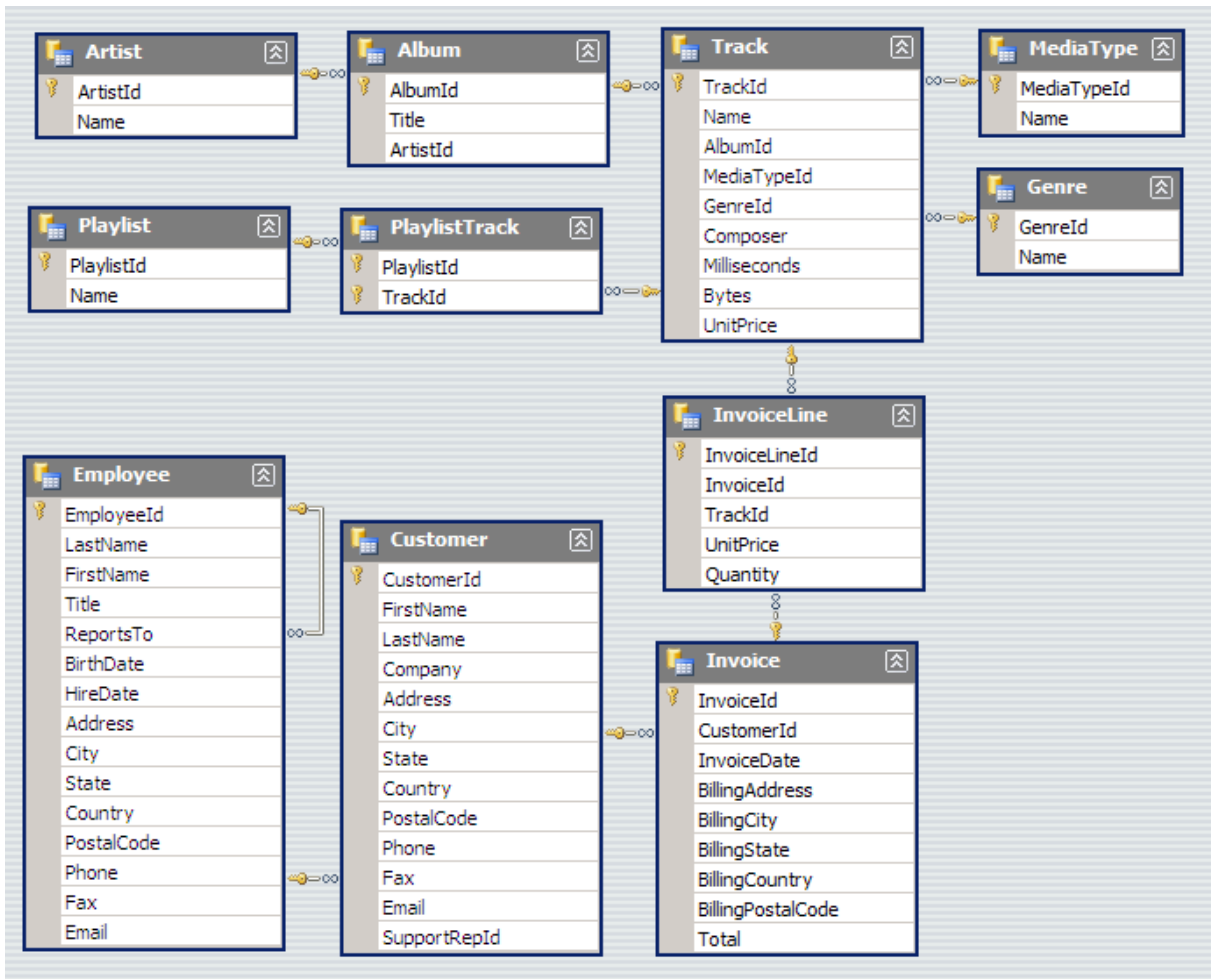 Artist
ArtistId
Name
Album
AlbumId
Title
ArtistId
Track
TrackId
Name
AlbumId
MediaTypeId
GenreId
Composer
Milliseconds
Bytes
UnitPrice
MediaType
MediaTypeId
Name
Genre
GenreId
Name
Playlist
PlaylistId
Name
PlaylistTrack
PlaylistId
TrackId
InvoiceLine
InvoiceLineId
InvoiceId
TrackId
UnitPrice
Quantity
Employee
EmployeeId
LastName
FirstName
Title
ReportsTo
BirthDate
HireDate
Address
City
State
Country
PostalCode
Phone
Fax
Email
Customer
CustomerId
FirstName
LastName
Company
Address
City
State
Country
PostalCode
Phone
Fax
Email
SupportRepId
Invoice
InvoiceId
CustomerId
InvoiceDate
BillingAddress
BillingCity
BillingState
BillingCountry
BillingPostalCode
Total